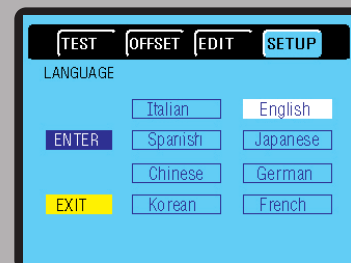 TEST OFFSET EDIT SETUP
LANGUAGE
Italian English
ENTER Spanish Japanese
Chinese German
EXIT Korean French